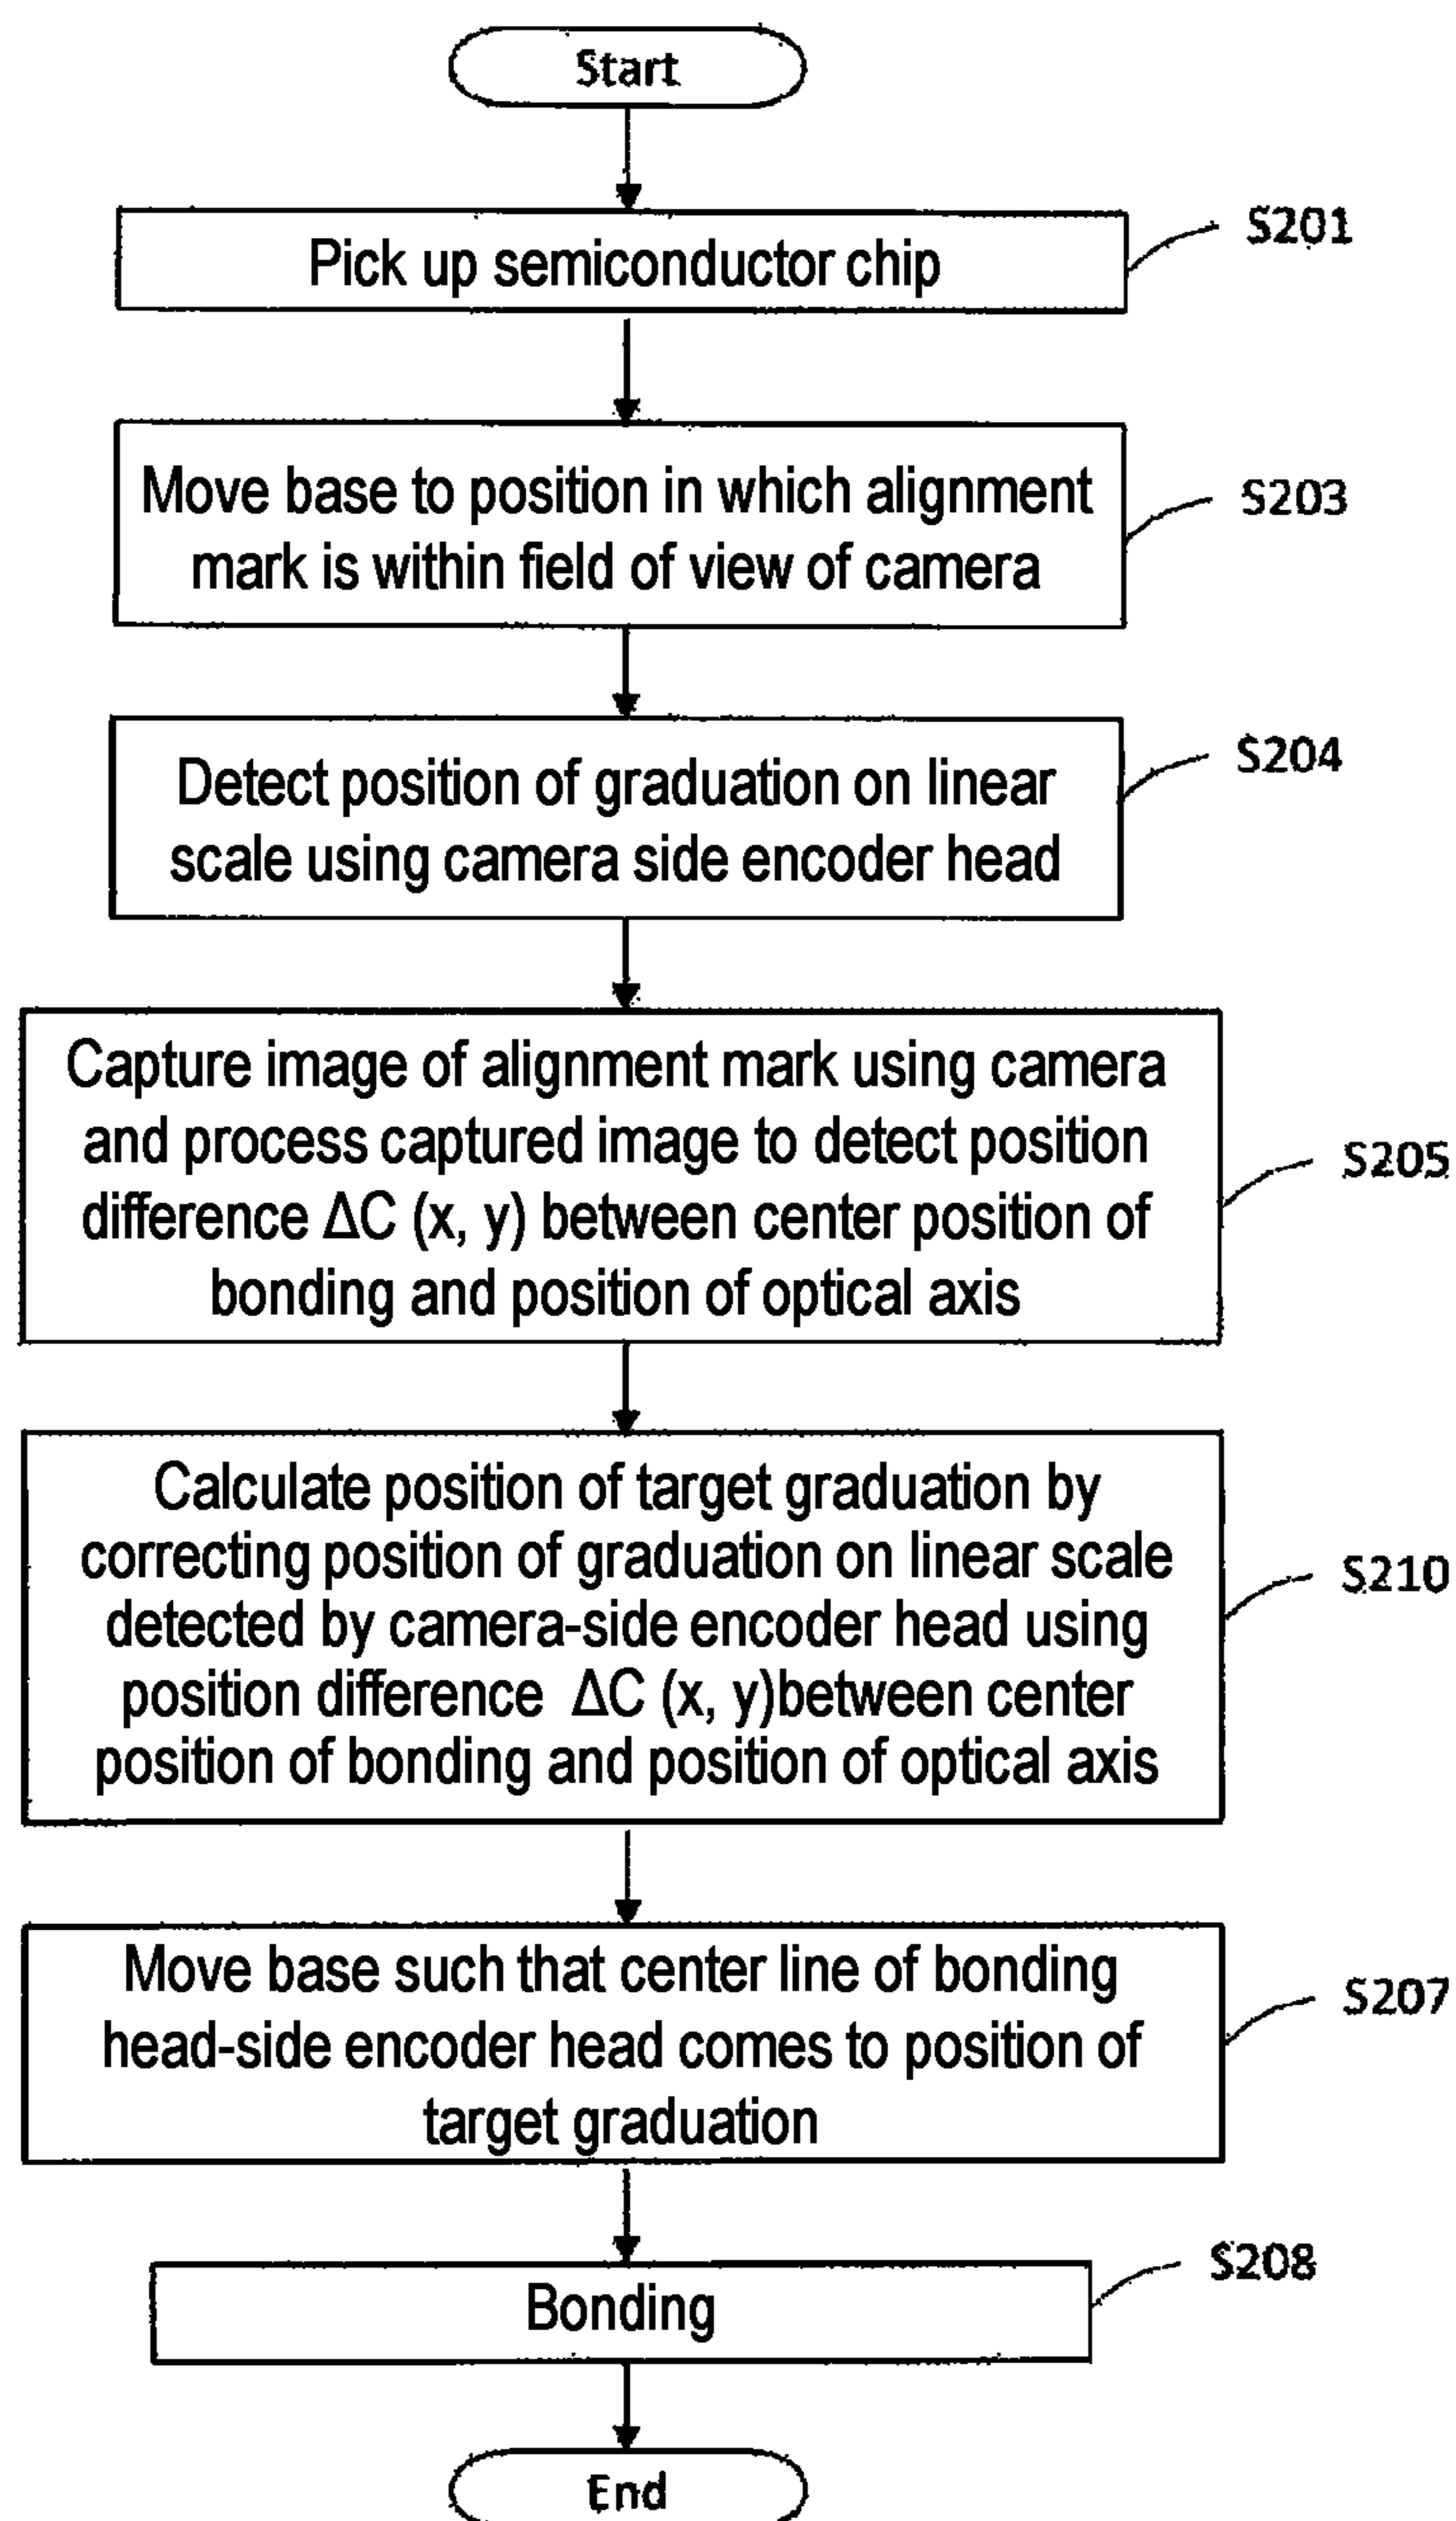 Start
Pick up semiconductor chip
S201
Move base to position in which alignment
mark is within field of view of camera
S203
Detect position of graduation on linear
scale using camera side encoder head
S204
Capture image of alignment mark using camera
and process captured image to detect position
difference ΔC (x, y) between center position of
bonding and position of optical axis
S205
Calculate position of target graduation by
correcting position of graduation on linear scale
detected by camera-side encoder head using
position difference ΔC (x, y)between center
position of bonding and position of optical axis
S210
Move base such that center line of bonding
head-side encoder head comes to position of
target graduation
S207
Bonding
S208
End